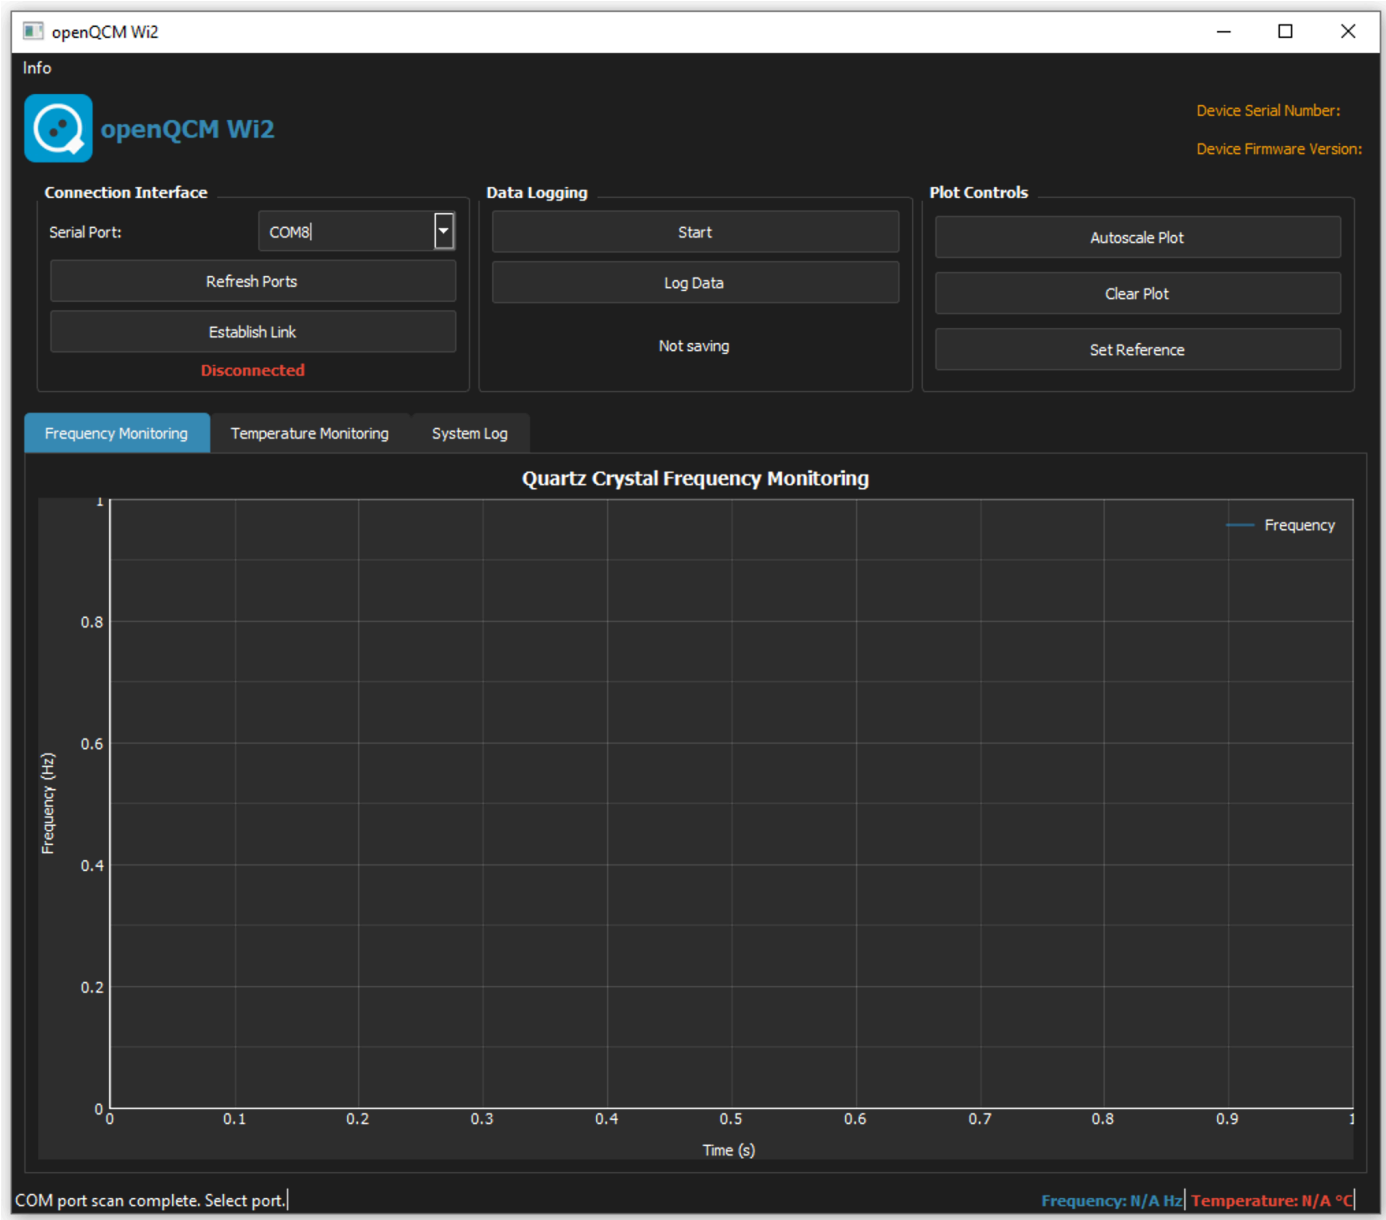 openQCM Wi2
Info
openQCM Wi2
Device Serial Number:
Device Firmware Version:
Connection Interface
Serial Port:
COM8
Refresh Ports
Establish Link
Disconnected
Data Logging
Start
Log Data
Not saving
Plot Controls
Autoscale Plot
Clear Plot
Set Reference
Frequency Monitoring
Temperature Monitoring
System Log
Quartz Crystal Frequency Monitoring
Frequency
Frequency (Hz)
1
0.8
0.6
0.4
0.2
0
0 0.1 0.2 0.3 0.4 0.5 0.6 0.7 0.8 0.9 1
Time (s)
COM port scan complete. Select port.
Frequency: N/A Hz
Temperature: N/A °C